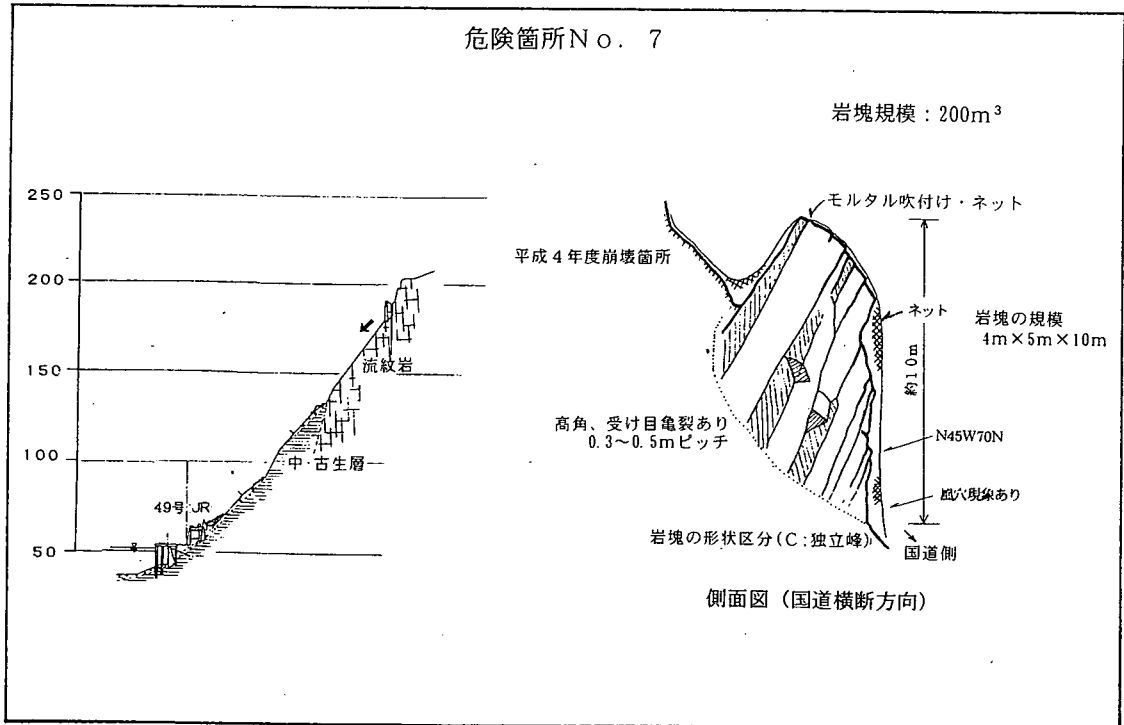 危険箇所No. 7
岩塊規模：200m³
250
200
150
100
50
流紋岩
中・古生層
49号 JR
モルタル吹付け・ネット
平成4年度崩壊箇所
ネット
岩塊の規模
4m×5m×10m
約10m
高角、受け目亀裂あり
0.3～0.5mピッチ
N45W70N
風穴現象あり
岩塊の形状区分(C：独立峰)
国道側
側面図（国道横断方向）